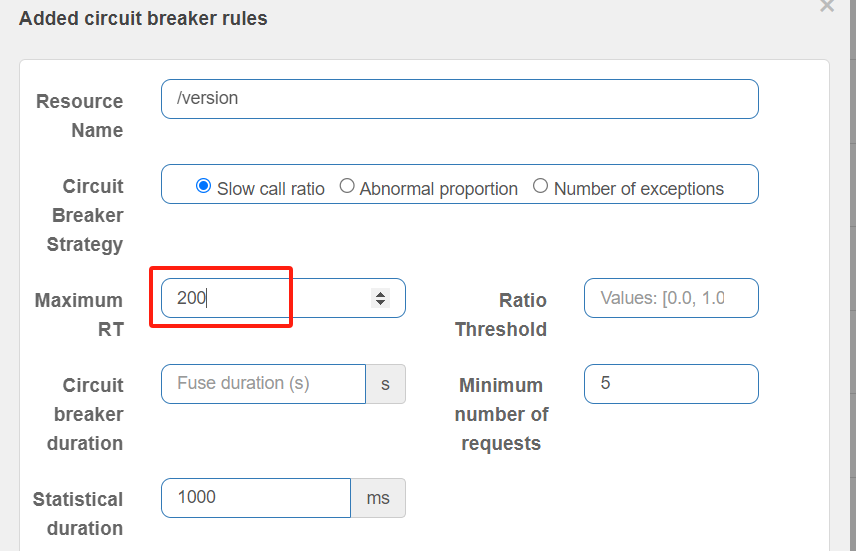 Added circuit breaker rules
×
Resource Name
/version
Circuit Breaker Strategy
Slow call ratio
Abnormal proportion
Number of exceptions
Maximum RT
200
Ratio Threshold
Values: [0.0, 1.0
Circuit breaker duration
Fuse duration (s)
s
Minimum number of requests
5
Statistical duration
1000
ms